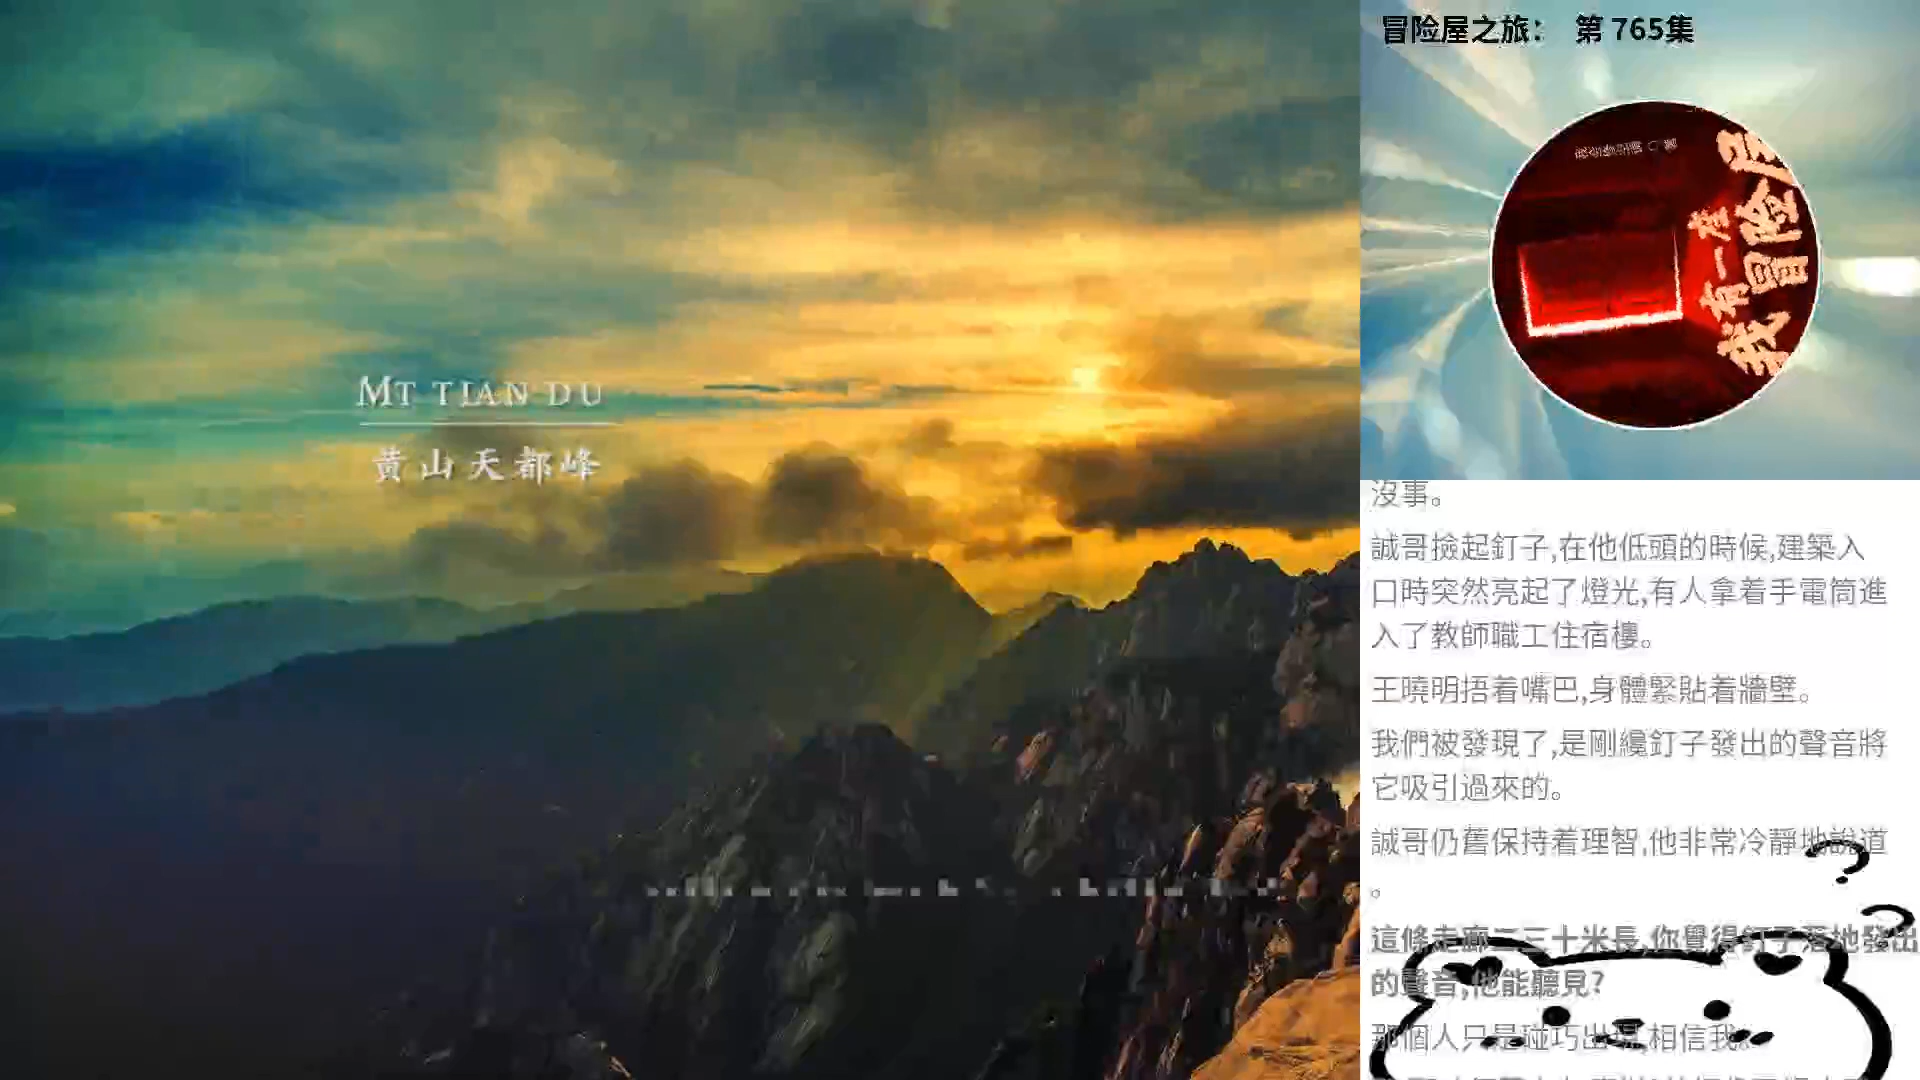 MT TIAN DU
黄山天都峰
冒险屋之旅： 第 765集
我有一座
冒险屋
沒事。
誠哥撿起釘子,在他低頭的時候,建築入
口時突然亮起了燈光,有人拿着手電筒進
入了教師職工住宿樓。
王曉明捂着嘴巴,身體緊貼着牆壁。
我們被發現了,是剛纔釘子發出的聲音將
它吸引過來的。
誠哥仍舊保持着理智,他非常冷靜地說道
。
這條走廊二三十米長,你覺得釘子落地發出
的聲音,他能聽見?
那個人只是碰巧出現,相信我。